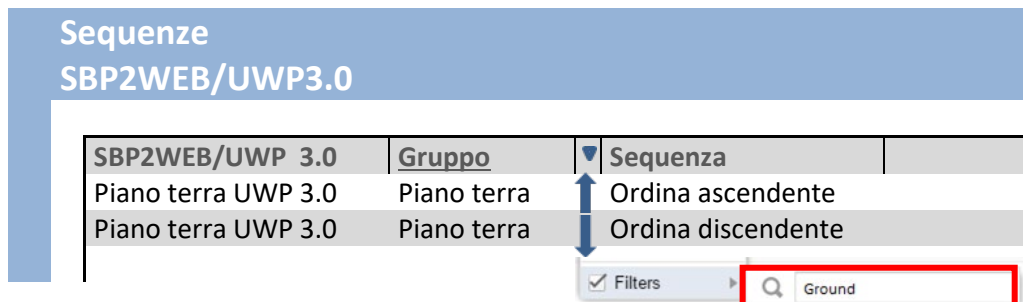 Sequenze
SBP2WEB/UWP3.0
SBP2WEB/UWP 3.0 Gruppo Sequenza
Piano terra UWP 3.0 Piano terra Ordina ascendente
Piano terra UWP 3.0 Piano terra Ordina discendente
Filters Ground